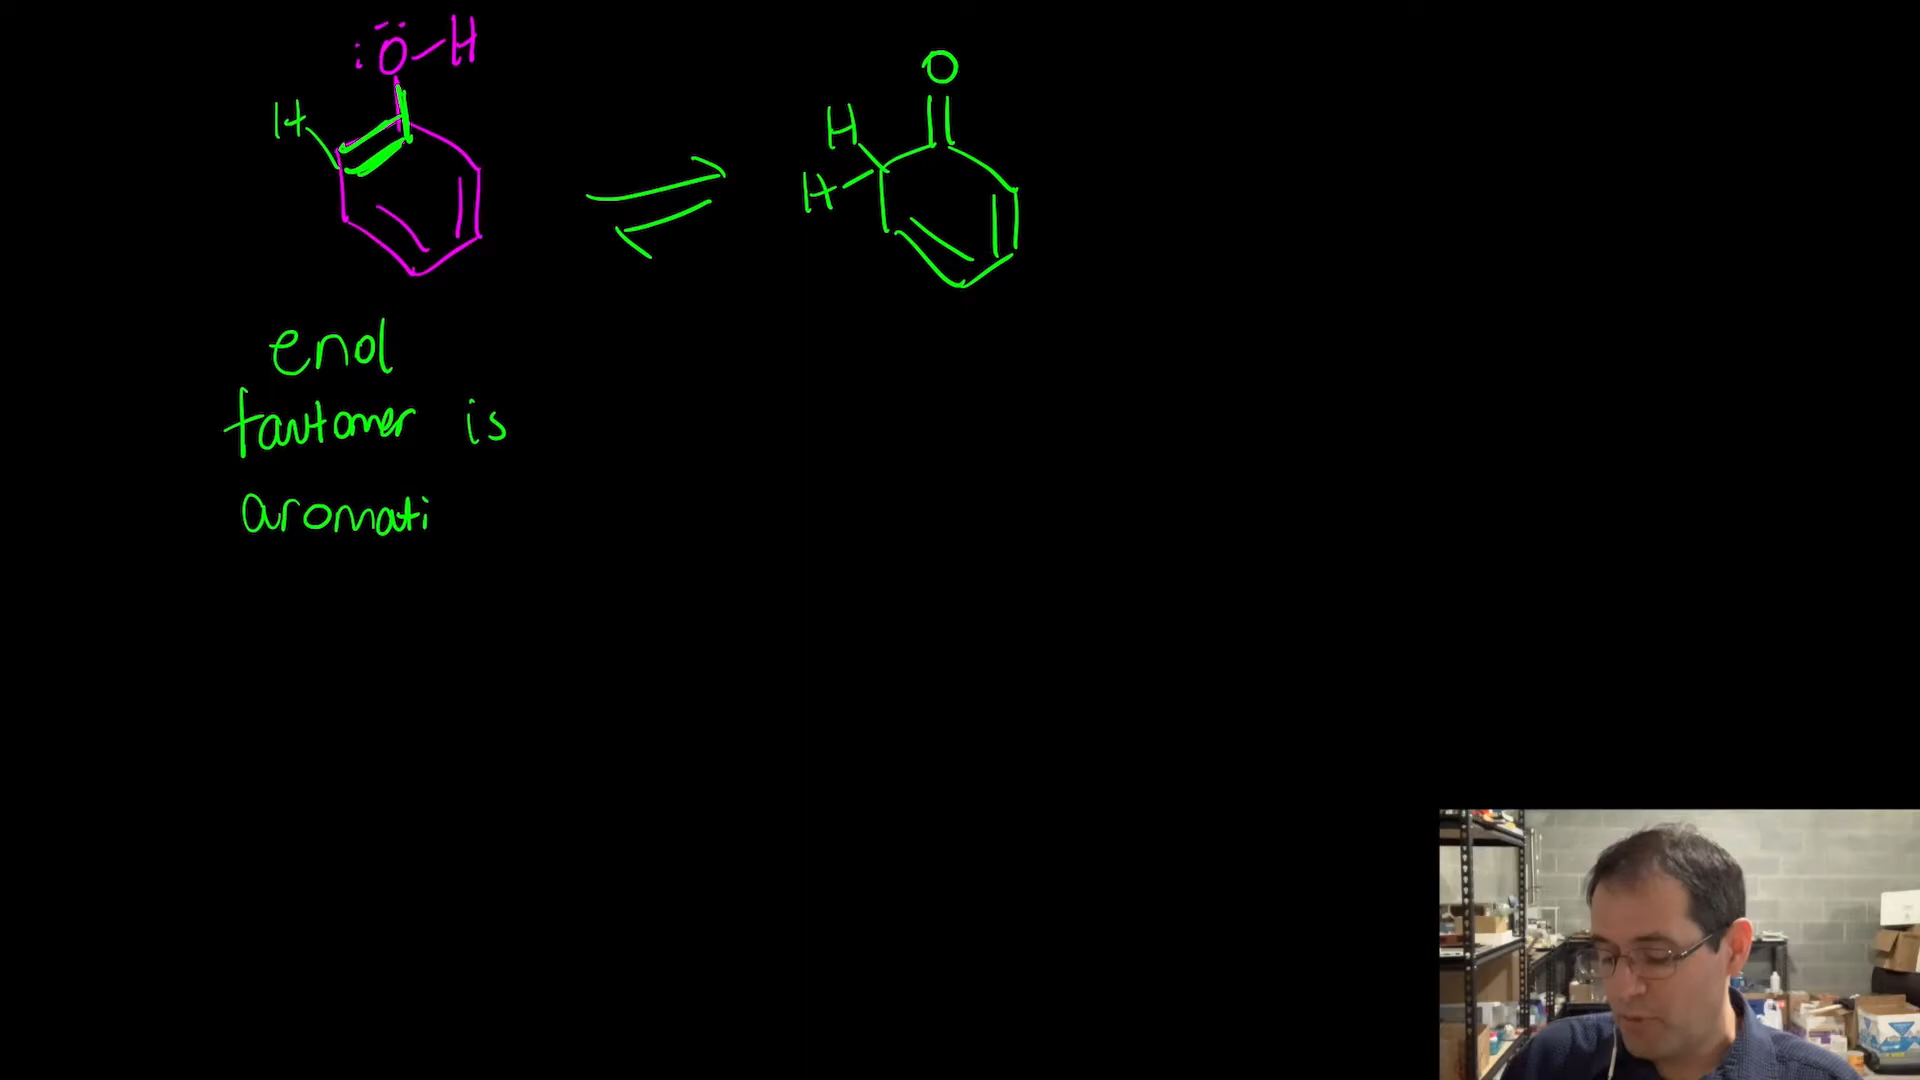 O-H
H
O
H
H
enol
tautomer is
aromati